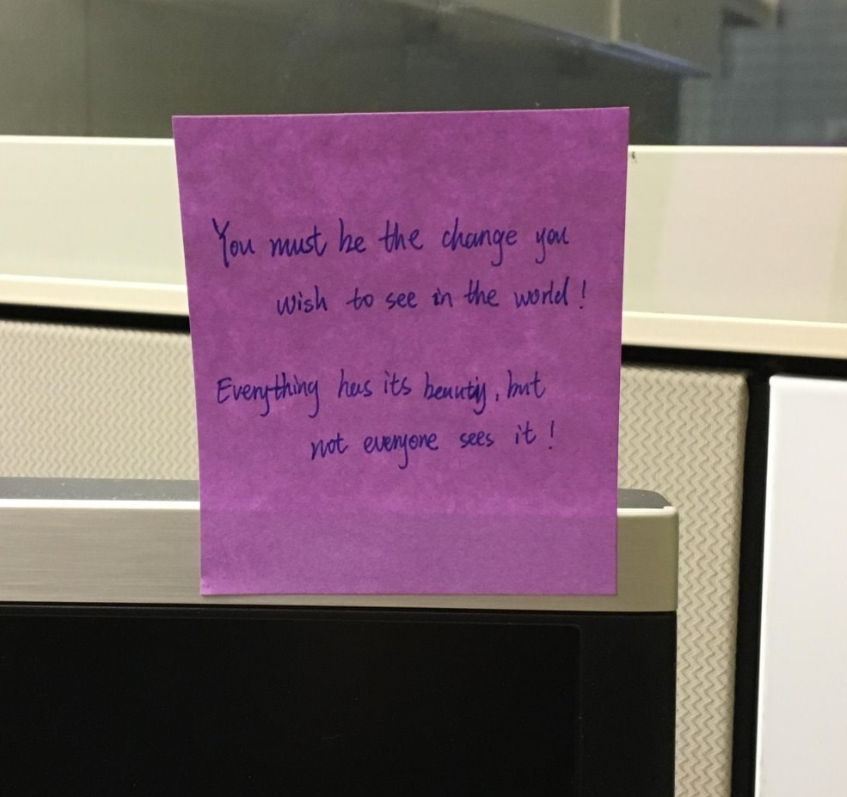 You must be the change you
wish to see in the world!
Everything has its beauty, but
not everyone sees it!